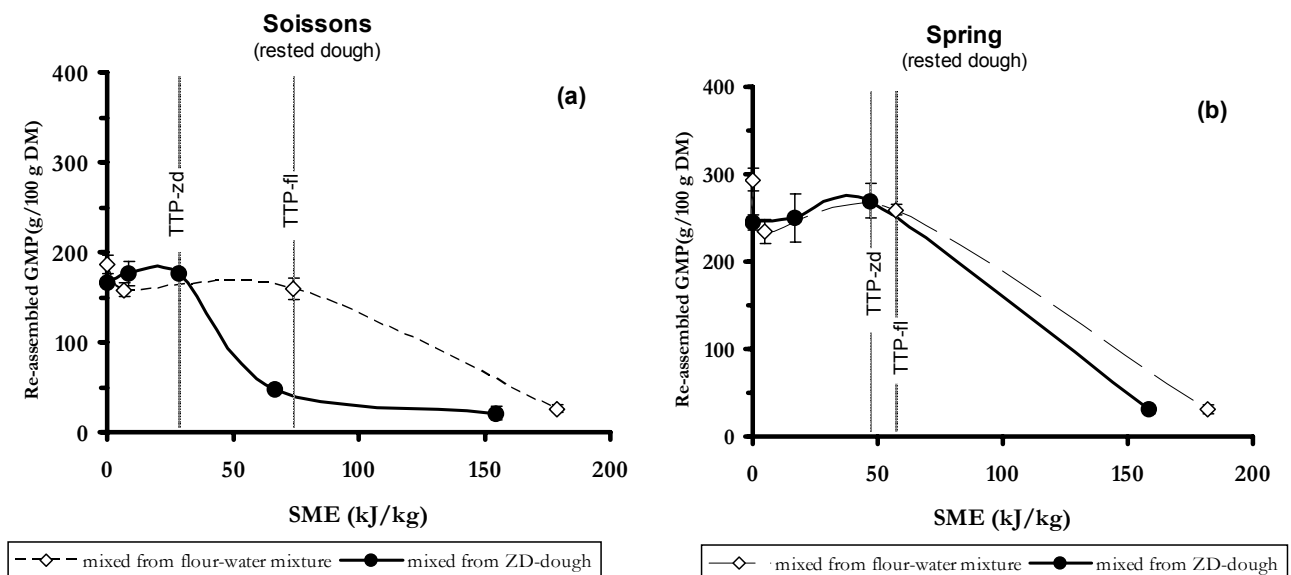 Soissons
(rested dough)
(a)
Re-assembled GMP(g/100 g DM)
400
300
200
100
0
TTP-zd
TTP-fl
0 50 100 150 200
SME (kJ/kg)
mixed from flour-water mixture mixed from ZD-dough
Spring
(rested dough)
(b)
Re-assembled GMP(g/100 g DM)
400
300
200
100
0
TTP-zd
TTP-fl
0 50 100 150 200
SME (kJ/kg)
mixed from flour-water mixture mixed from ZD-dough